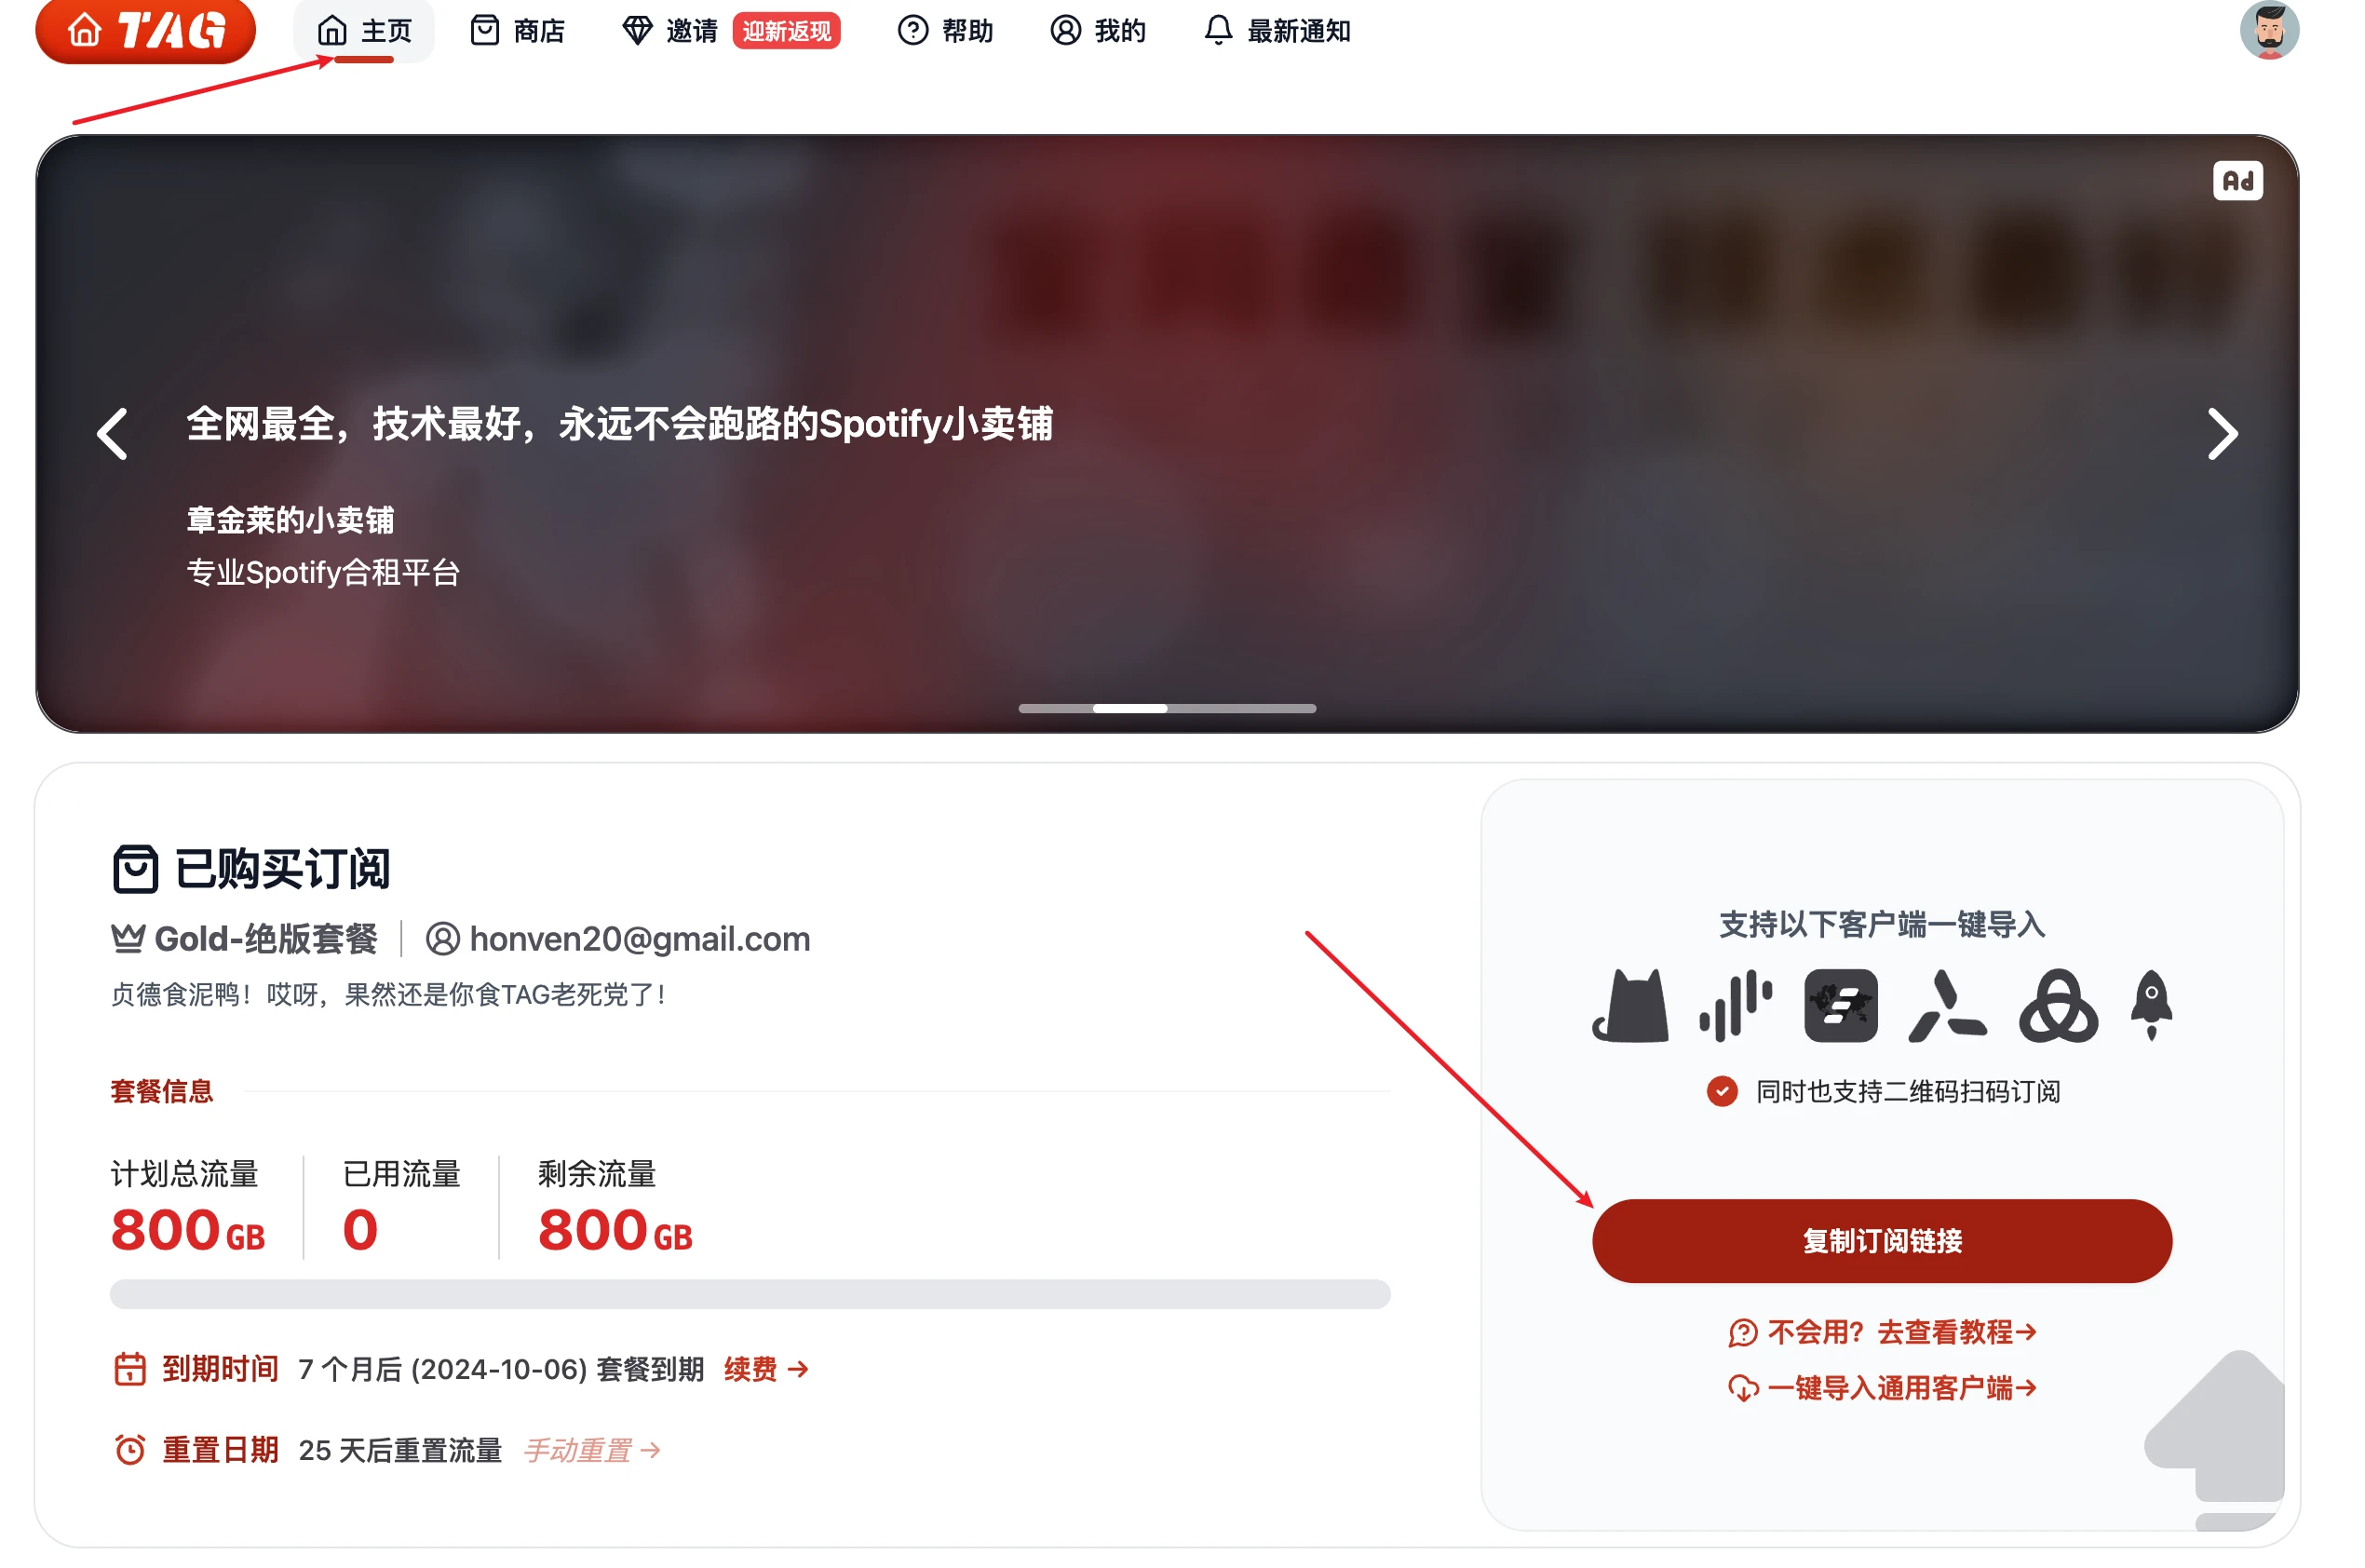 TAG 主页 商店 邀请 迎新返现 帮助 我的 最新通知
Ad
全网最全，技术最好，永远不会跑路的Spotify小卖铺
章金莱的小卖铺
专业Spotify合租平台
已购买订阅
Gold-绝版套餐 honven20@gmail.com
贞德食泥鸭！哎呀，果然还是你食TAG老死党了！
套餐信息
计划总流量 已用流量 剩余流量
800 GB 0 800 GB
到期时间 7 个月后 (2024-10-06) 套餐到期 续费 →
重置日期 25 天后重置流量 手动重置 →
支持以下客户端一键导入
同时也支持二维码扫码订阅
复制订阅链接
不会用？去查看教程→
一键导入通用客户端→